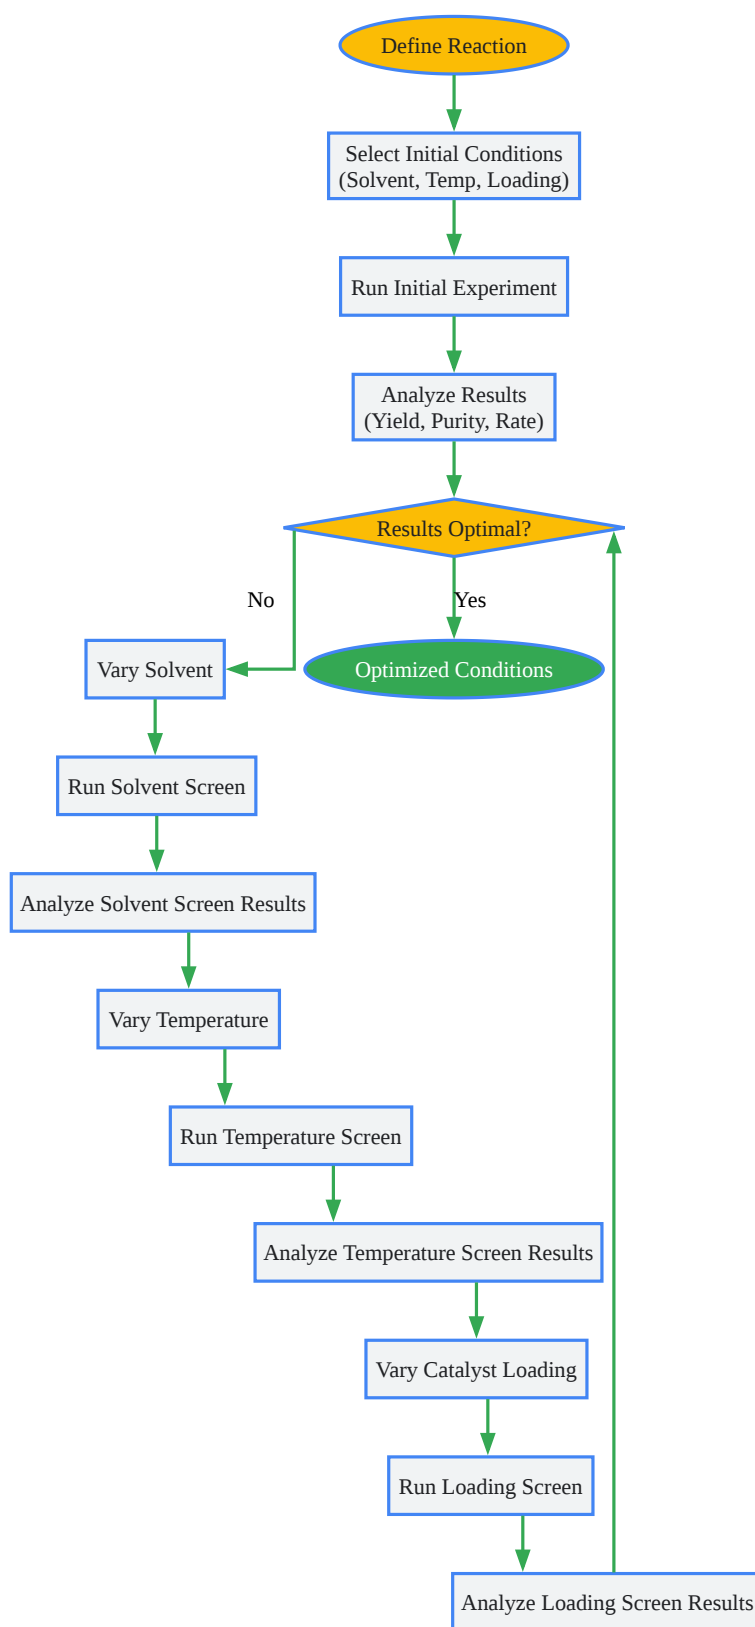 Define Reaction
Select Initial Conditions
(Solvent, Temp, Loading)
Run Initial Experiment
Analyze Results
(Yield, Purity, Rate)
Results Optimal?
No
Yes
Vary Solvent
Optimized Conditions
Run Solvent Screen
Analyze Solvent Screen Results
Vary Temperature
Run Temperature Screen
Analyze Temperature Screen Results
Vary Catalyst Loading
Run Loading Screen
Analyze Loading Screen Results